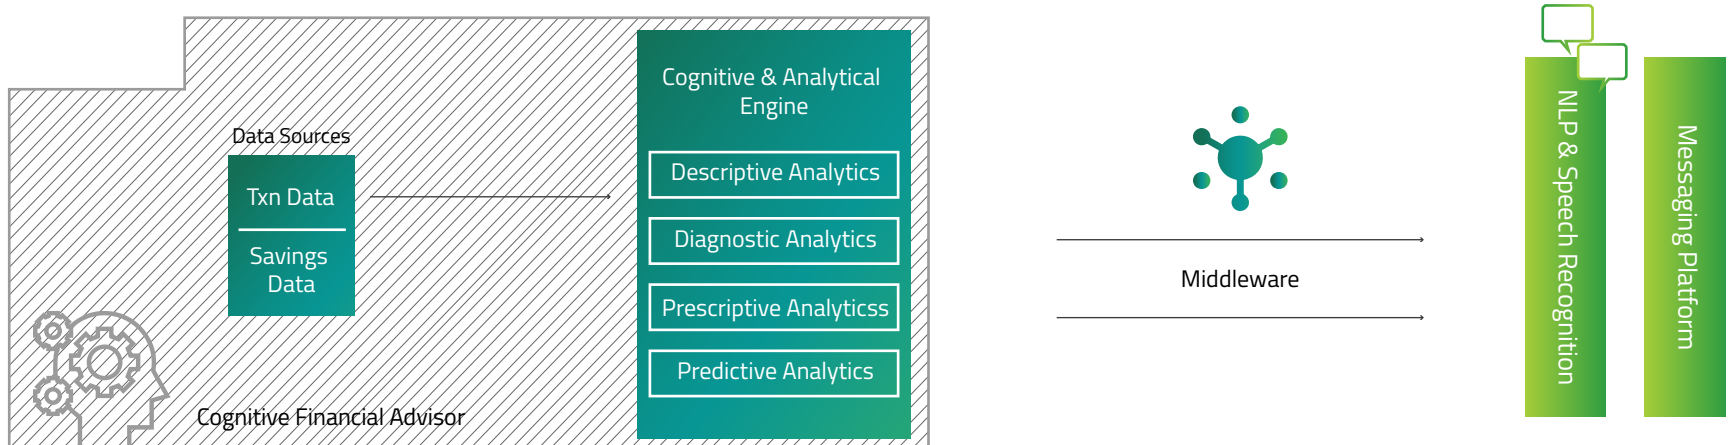 Data Sources
Txn Data
Savings
Data
Cognitive Financial Advisor
Cognitive & Analytical
Engine
Descriptive Analytics
Diagnostic Analytics
Prescriptive Analyticss
Predictive Analytics
Middleware
NLP & Speech Recognition
Messaging Platform